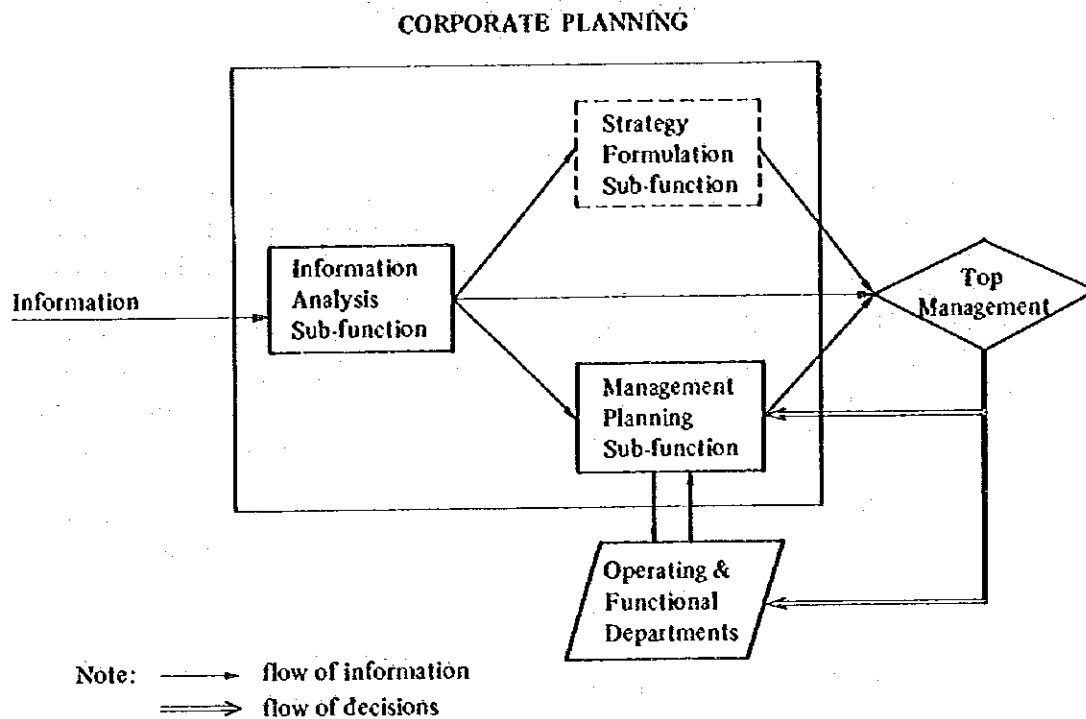 CORPORATE PLANNING
Strategy
Formulation
Sub-function
Information
Analysis
Sub-function
Information
Top
Management
Management
Planning
Sub-function
Operating &
Functional
Departments
Note:
flow of information
flow of decisions